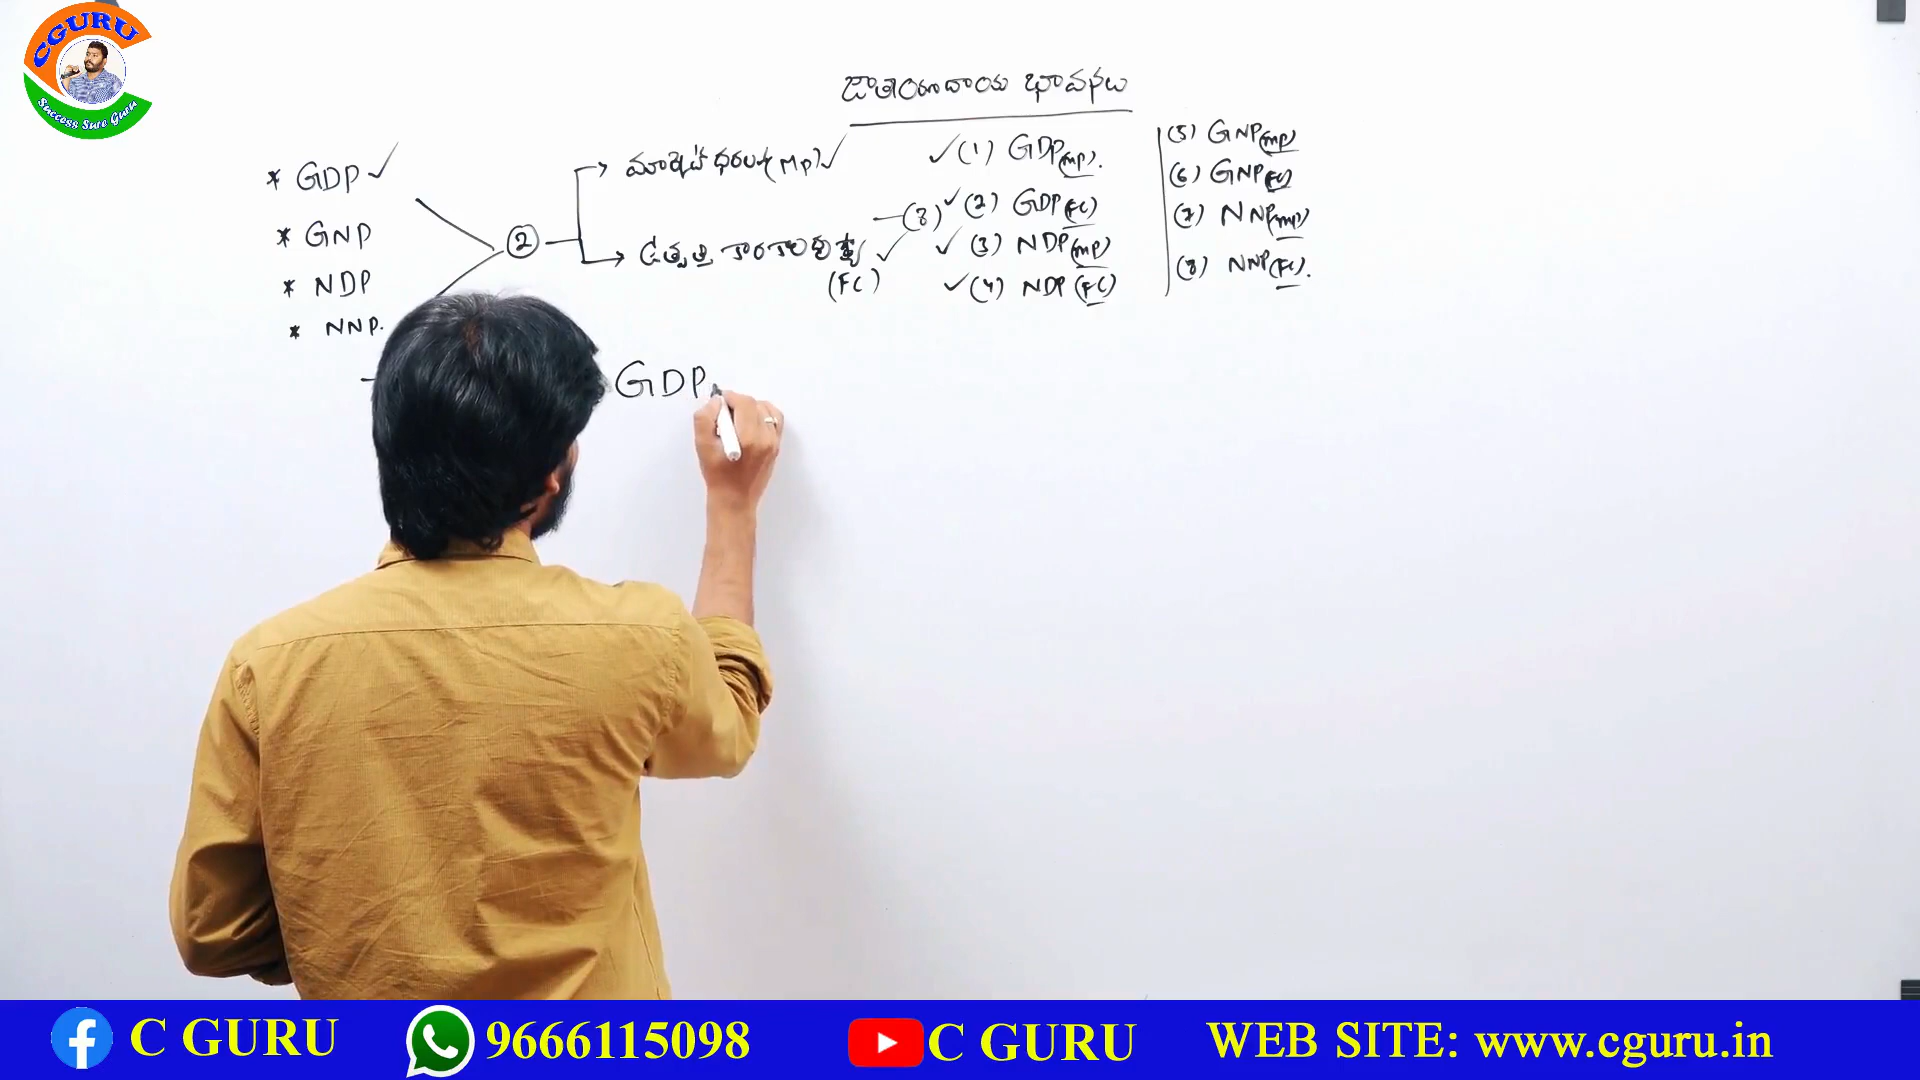 CGURU
Success Sure Guru
జాతీయాదాయ భావనలు
* GDP ✓
* GNP
* NDP
* NNP.
②
మార్కెట్ ధరలు (MP) ✓
ఉత్పత్తి కారకాల దృష్ట్యా ✓
(FC)
(8)
✓ (1) GDP(MP).
✓ (2) GDP(FC)
✓ (3) NDP(MP)
✓ (4) NDP (FC)
(5) GNP(MP)
(6) GNP(FC)
(7) NNP(MP)
(8) NNP(FC).
GDP
C GURU
9666115098
C GURU
WEB SITE: www.cguru.in